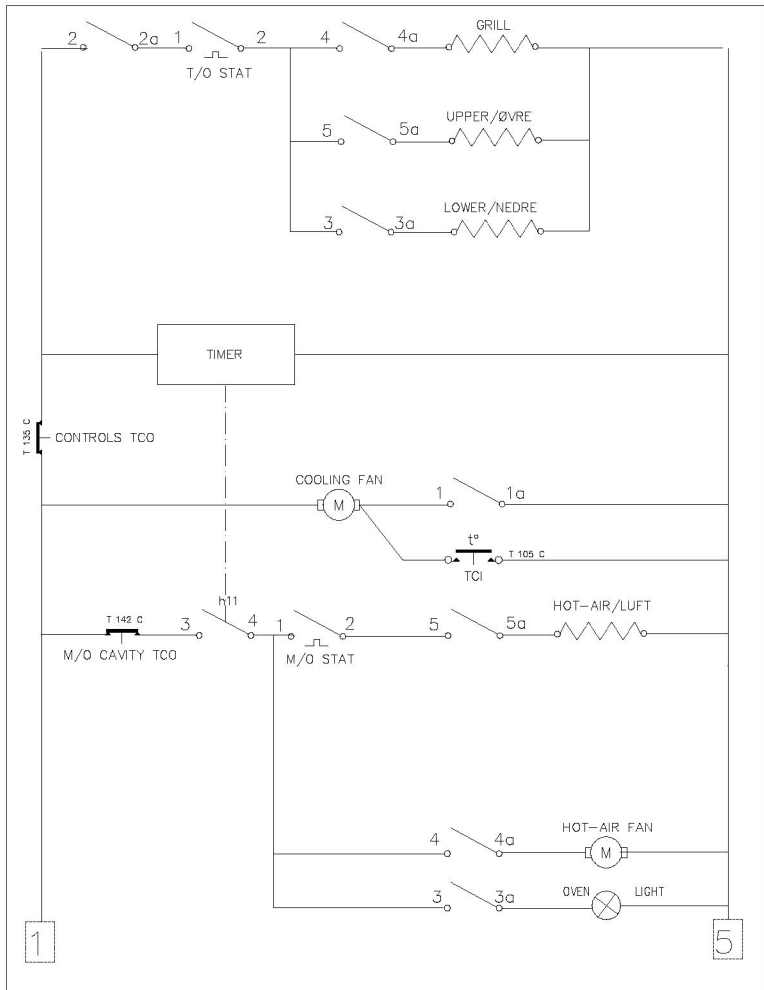 GRILL
2 2a 1 2 4 4a
T/O STAT
UPPER/ØVRE
5 5a
LOWER/NEDRE
3 3a
TIMER
T 135 C
CONTROLS TCO
COOLING FAN
M
1 1a
t°
T 105 C
TCI
h11
HOT-AIR/LUFT
T 142 C
3 4 1 2 5 5a
M/O CAVITY TCO
M/O STAT
HOT-AIR FAN
4 4a
M
OVEN LIGHT
3 3a
1 5